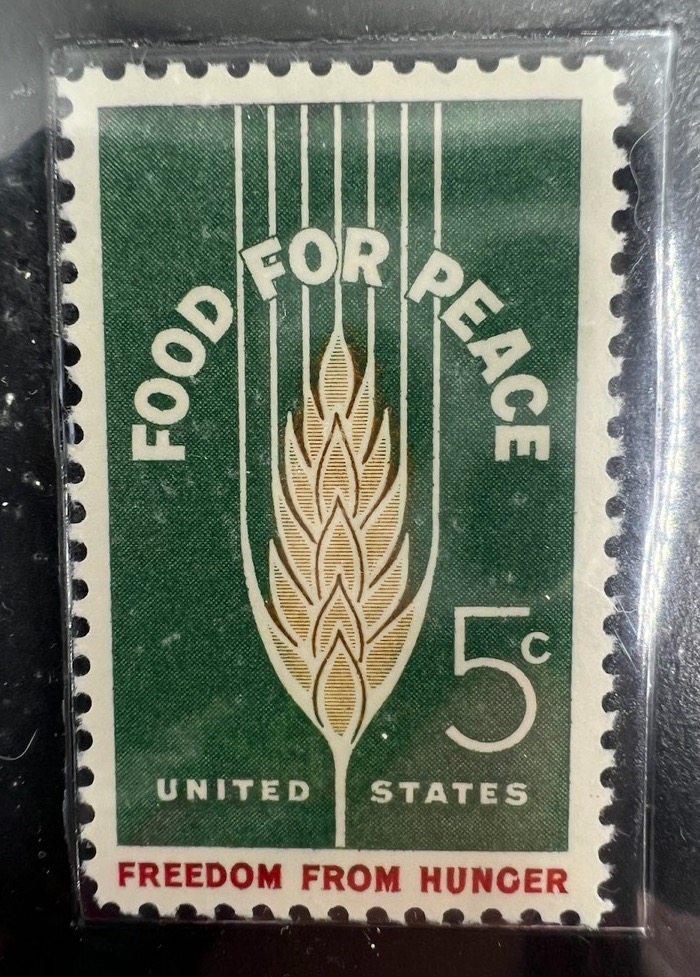 FOOD FOR PEACE
5c
UNITED STATES
FREEDOM FROM HUNGER